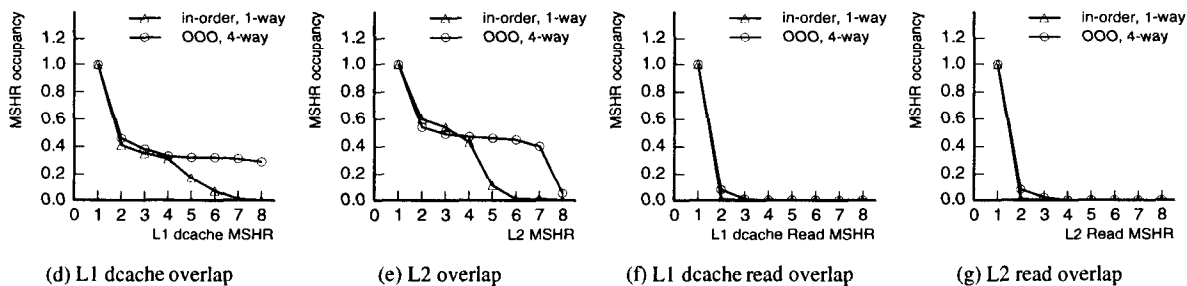 in-order, 1-way
OOO, 4-way
MSHR occupancy
1.2
1.0
0.8
0.6
0.4
0.2
0.0
0 1 2 3 4 5 6 7 8
L1 dcache MSHR
(d) L1 dcache overlap
in-order, 1-way
OOO, 4-way
MSHR occupancy
1.2
1.0
0.8
0.6
0.4
0.2
0.0
0 1 2 3 4 5 6 7 8
L2 MSHR
(e) L2 overlap
in-order, 1-way
OOO, 4-way
MSHR occupancy
1.2
1.0
0.8
0.6
0.4
0.2
0.0
0 1 2 3 4 5 6 7 8
L1 dcache Read MSHR
(f) L1 dcache read overlap
in-order, 1-way
OOO, 4-way
MSHR occupancy
1.2
1.0
0.8
0.6
0.4
0.2
0.0
0 1 2 3 4 5 6 7 8
L2 Read MSHR
(g) L2 read overlap